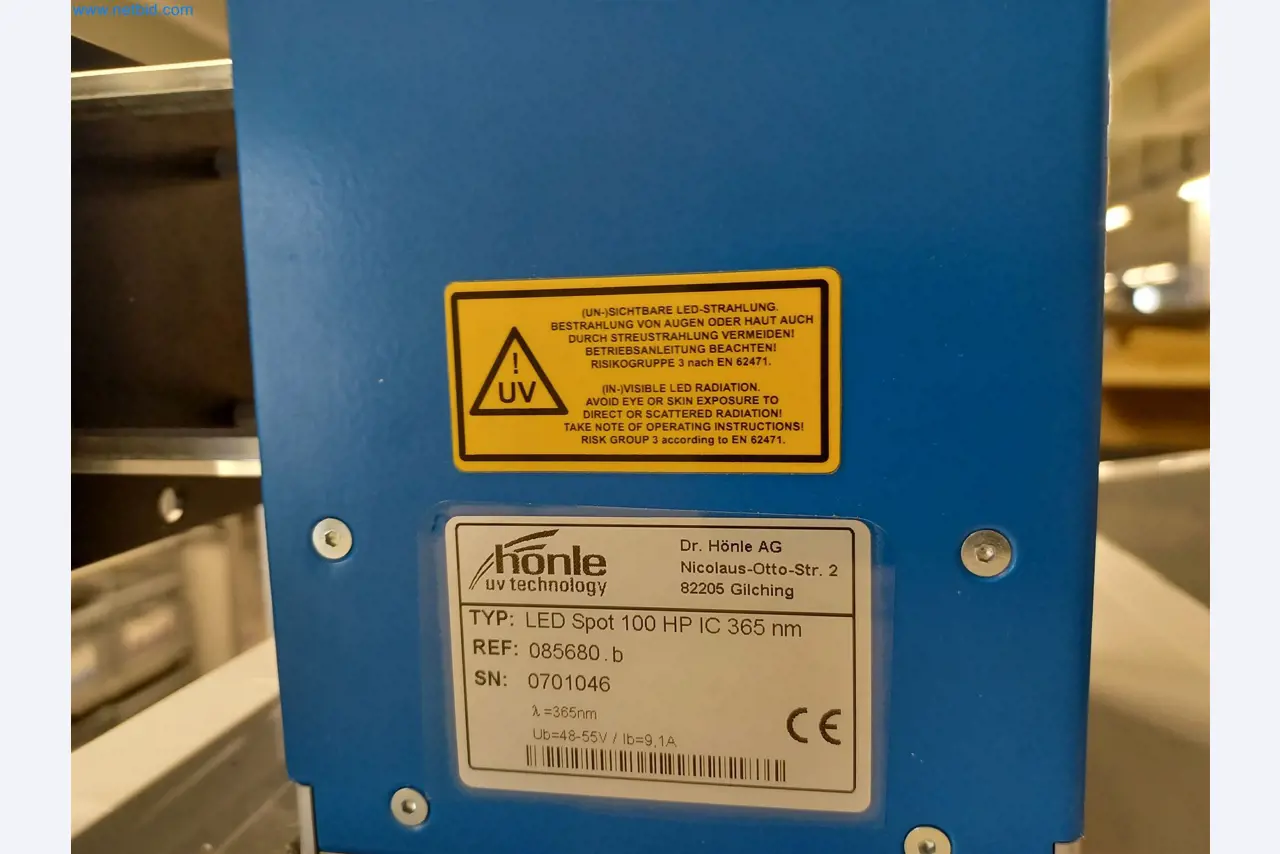 www.netbid.com
(UN-)SICHTBARE LED-STRAHLUNG.
BESTRAHLUNG VON AUGEN ODER HAUT AUCH
DURCH STREUSTRAHLUNG VERMEIDEN!
BETRIEBSANLEITUNG BEACHTEN!
RISIKOGRUPPE 3 nach EN 62471.
!
UV
(IN-)VISIBLE LED RADIATION.
AVOID EYE OR SKIN EXPOSURE TO
DIRECT OR SCATTERED RADIATION!
TAKE NOTE OF OPERATING INSTRUCTIONS!
RISK GROUP 3 according to EN 62471.
hönle
uv technology
Dr. Hönle AG
Nicolaus-Otto-Str. 2
82205 Gilching
TYP: LED Spot 100 HP IC 365 nm
REF: 085680.b
SN: 0701046
λ =365nm
Ub=48-55V / Ib=9,1A
CE